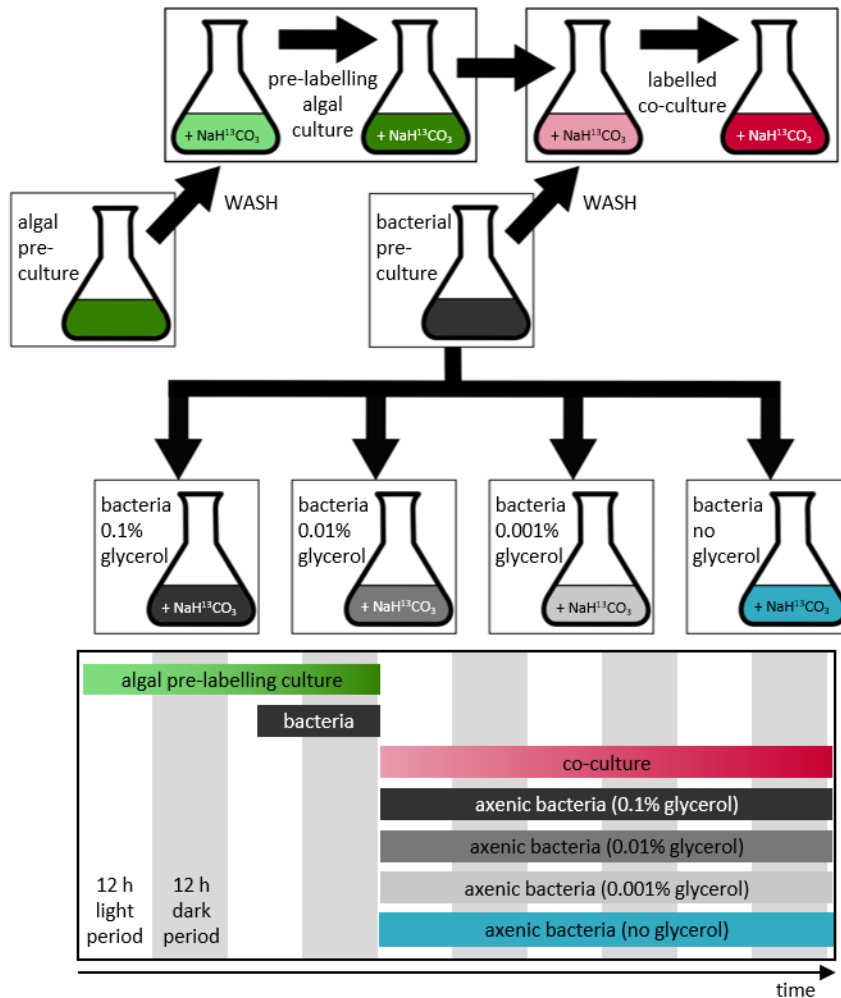 + NaH¹³CO₃
pre-labelling
algal
culture
+ NaH¹³CO₃
+ NaH¹³CO₃
labelled
co-culture
+ NaH¹³CO₃
algal
pre-
culture
WASH
bacterial
pre-
culture
WASH
bacteria
0.1%
glycerol
+ NaH¹³CO₃
bacteria
0.01%
glycerol
+ NaH¹³CO₃
bacteria
0.001%
glycerol
+ NaH¹³CO₃
bacteria
no
glycerol
+ NaH¹³CO₃
algal pre-labelling culture
bacteria
co-culture
axenic bacteria (0.1% glycerol)
axenic bacteria (0.01% glycerol)
axenic bacteria (0.001% glycerol)
axenic bacteria (no glycerol)
12 h
light
period
12 h
dark
period
time